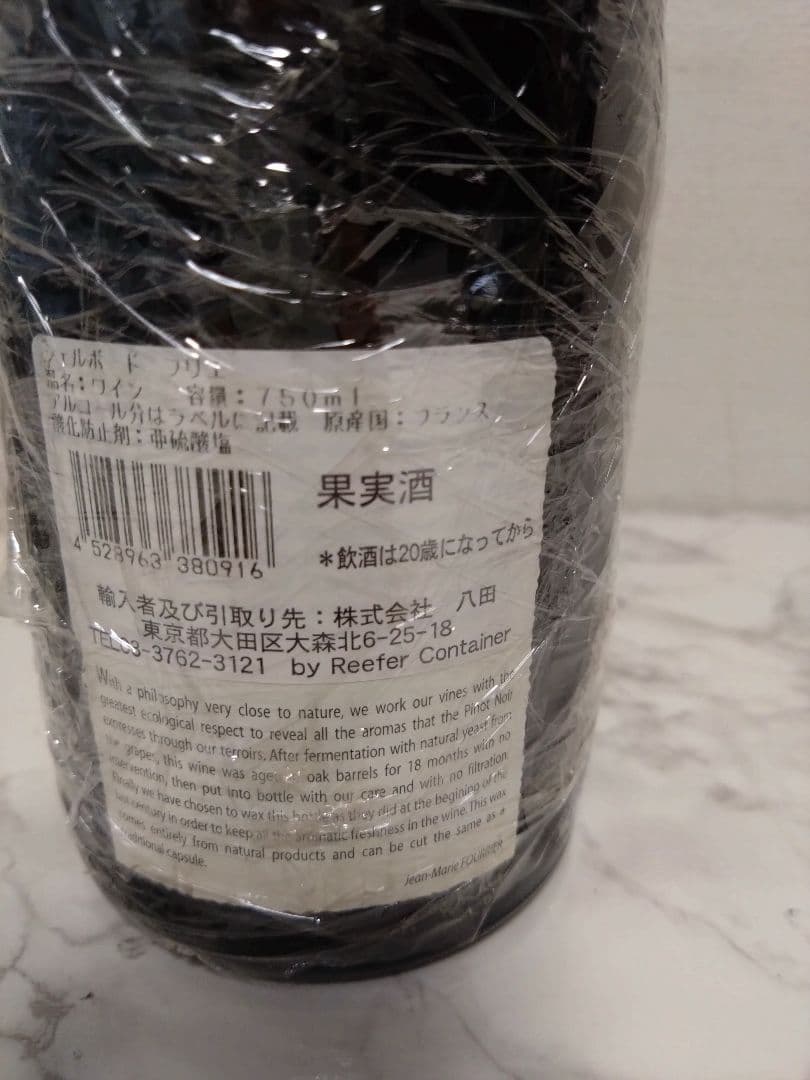 品名：ワイン 容量：750ml
アルコール分はラベルに記載 原産国：フランス
酸化防止剤：亜硫酸塩
果実酒
4 528963 380916
＊飲酒は20歳になってから
輸入者及び引取り先：株式会社 八田
東京都大田区大森北6-25-18
TEL03-3762-3121 by Reefer Container
With a philosophy very close to nature, we work our vines with the
greatest ecological respect to reveal all the aromas that the Pinot Noir
expresses through our terroirs. After fermentation with natural yeast from
the grapes, this wine was aged in oak barrels for 18 months with no
intervention, then put into bottle with our care and with no filtration.
Finally we have chosen to wax this bottle as they did at the begining of the
last century in order to keep all the aromatic freshness in the wine. This wax
comes entirely from natural products and can be cut the same as a
traditional capsule.
Jean-Marie FOURRIER